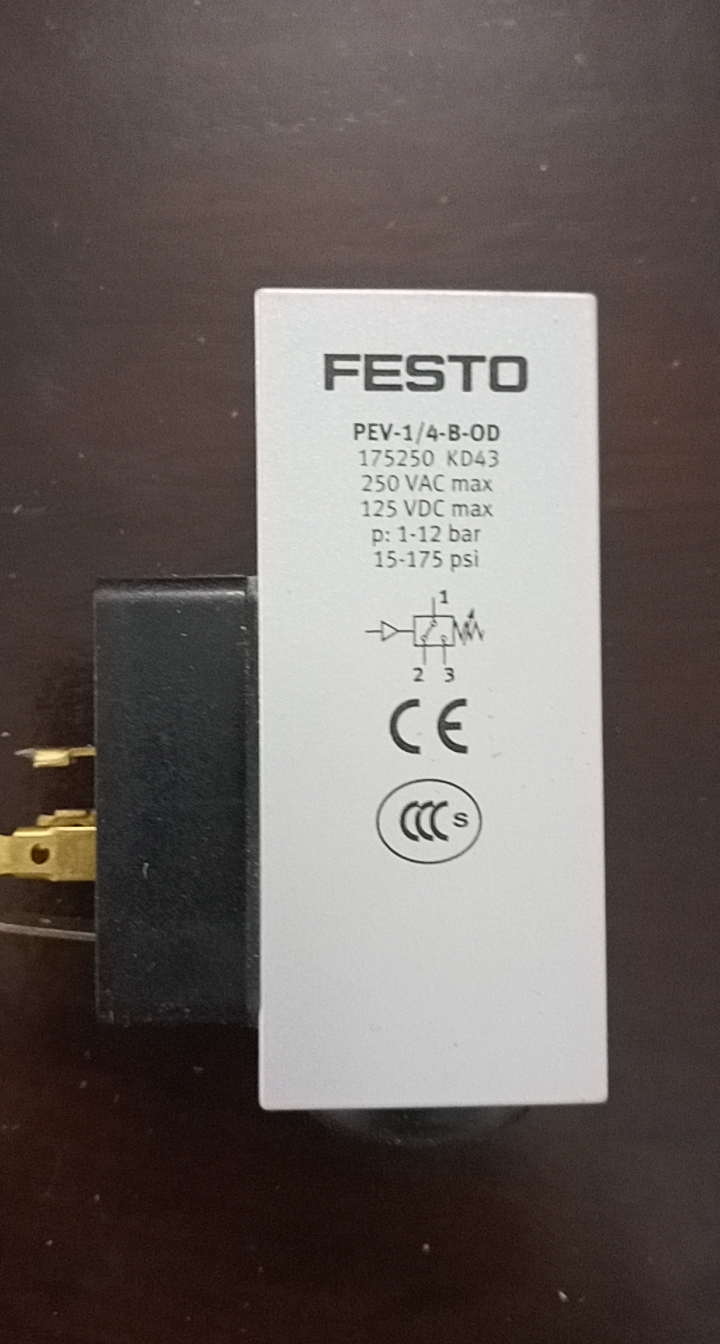 FESTO
PEV-1/4-B-OD
175250 KD43
250 VAC max
125 VDC max
p: 1-12 bar
15-175 psi
1
2 3
CE
CCC S